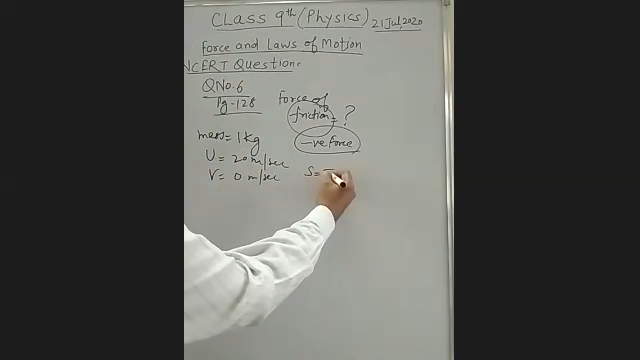 CLASS 9th (Physics) 21 Jul, 2020
Force and Laws of Motion
NCERT Question:
QNo. 6
Pg-128
Force of
friction = ?
-ve Force
mass = 1 Kg
U = 20 m/sec
V = 0 m/sec
S =